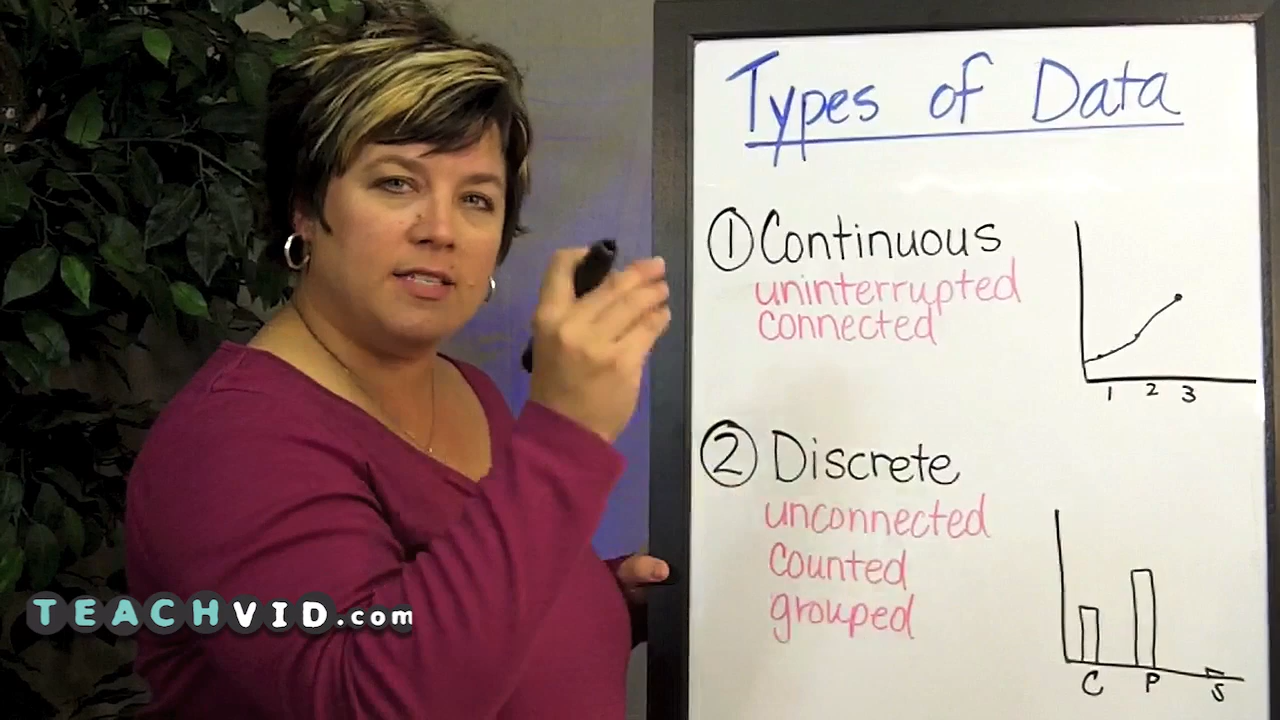 Types of Data
① Continuous
uninterrupted
connected
1 2 3
② Discrete
unconnected
counted
grouped
C P S
TEACHVID.com